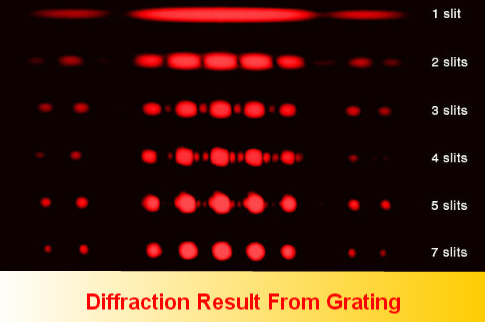 1 slit
2 slits
3 slits
4 slits
5 slits
7 slits
Diffraction Result From Grating